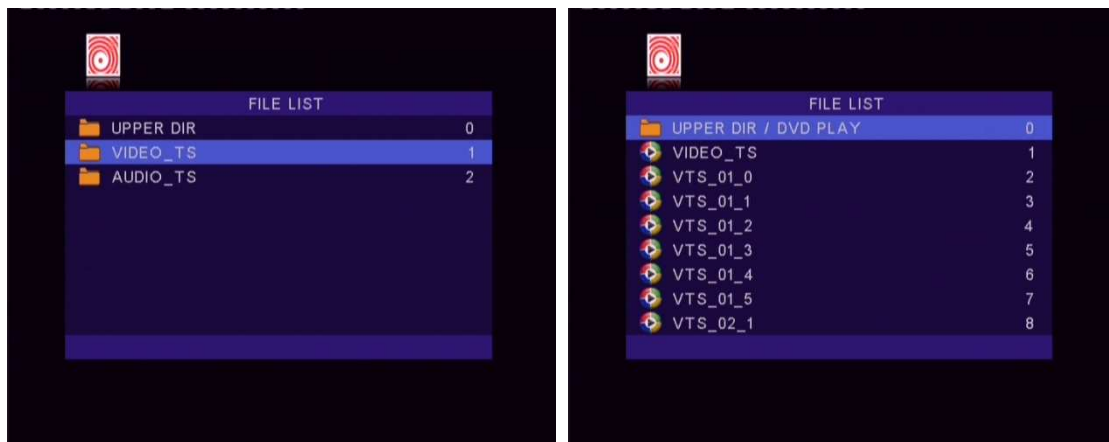 FILE LIST
UPPER DIR 0
VIDEO_TS 1
AUDIO_TS 2
FILE LIST
UPPER DIR / DVD PLAY 0
VIDEO_TS 1
VTS_01_0 2
VTS_01_1 3
VTS_01_2 4
VTS_01_3 5
VTS_01_4 6
VTS_01_5 7
VTS_02_1 8